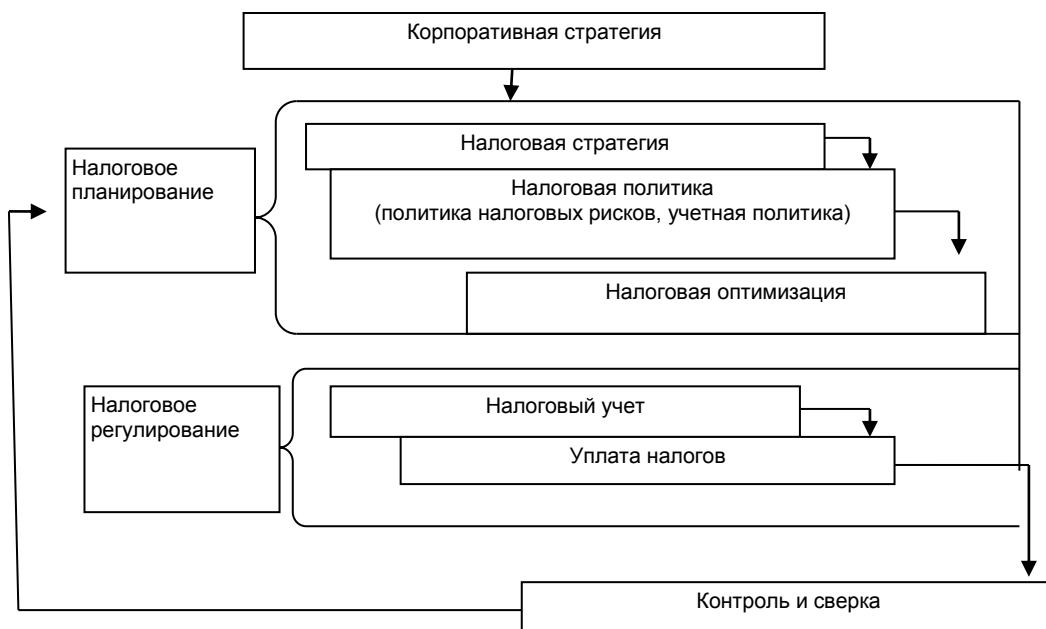 Корпоративная стратегия
Налоговое
планирование
Налоговая стратегия
Налоговая политика
(политика налоговых рисков, учетная политика)
Налоговая оптимизация
Налоговое
регулирование
Налоговый учет
Уплата налогов
Контроль и сверка